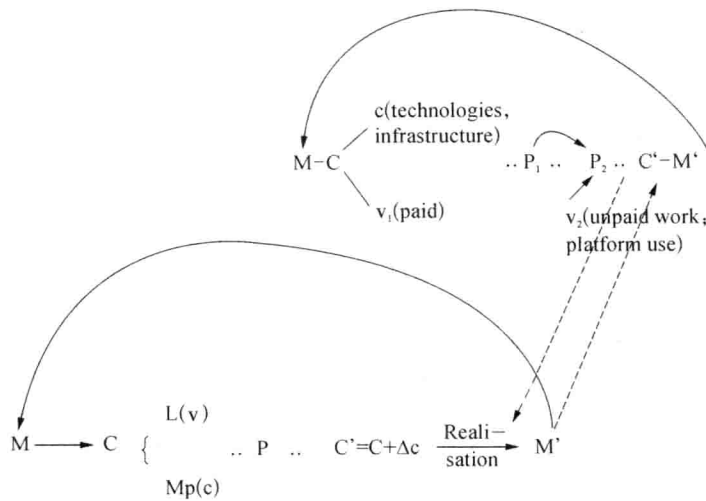 c(technologies,
infrastructure)
M-C ..P₁.. P₂.. C‘-M‘
v₁(paid) v₂(unpaid work,
platform use)
L(v)
M C { .. P .. C’=C+Δc Reali-
sation M’
Mp(c)